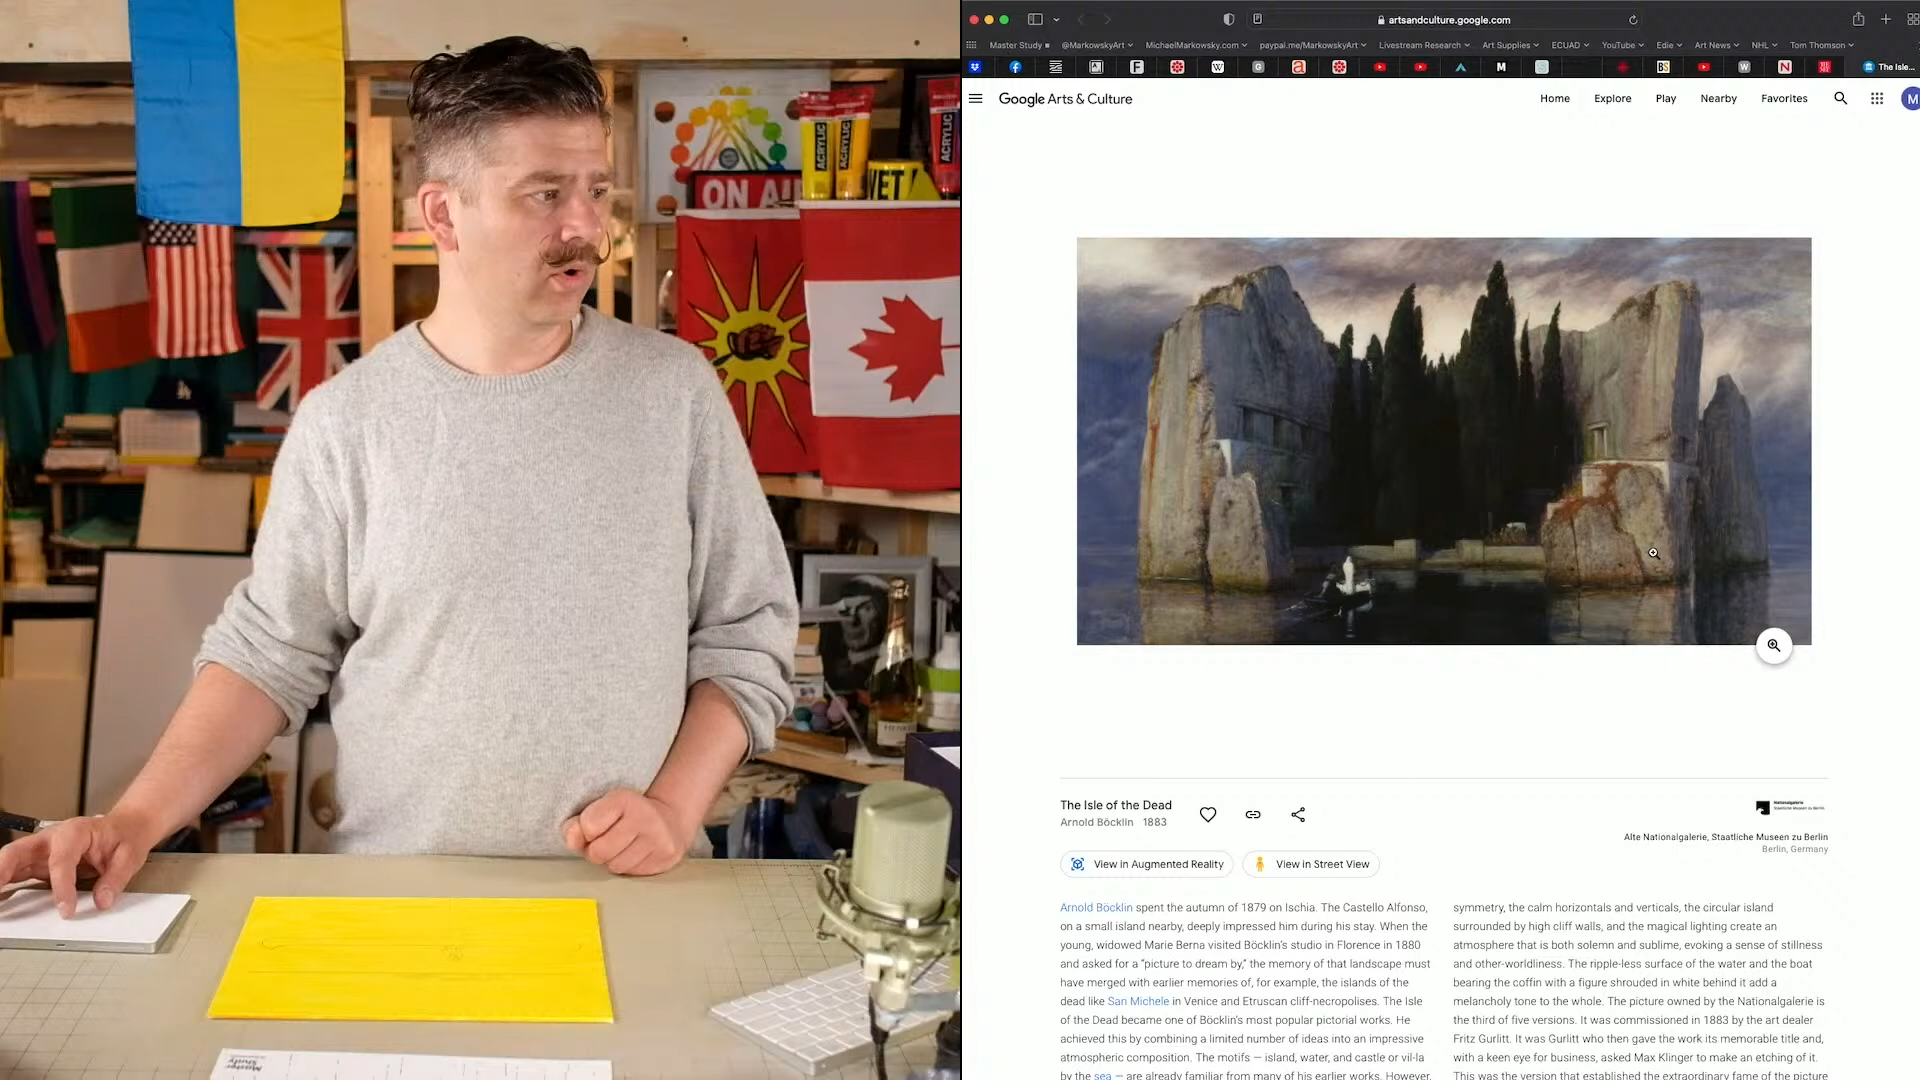 ACRYLIC
ACRYLIC
ACRYLIC
ON AI
WET!
LA
artsandculture.google.com
Master Study
@MarkowskyArt
MichaelMarkowsky.com
paypal.me/MarkowskyArt
Livestream Research
Art Supplies
ECUAD
YouTube
Edie
Art News
NHL
Tom Thomson
The Isle...
Google Arts & Culture
Home
Explore
Play
Nearby
Favorites
M
The Isle of the Dead
Arnold Böcklin 1883
Nationalgalerie
Staatliche Museen zu Berlin
Alte Nationalgalerie, Staatliche Museen zu Berlin
Berlin, Germany
View in Augmented Reality
View in Street View
Arnold Böcklin spent the autumn of 1879 on Ischia. The Castello Alfonso,
on a small island nearby, deeply impressed him during his stay. When the
young, widowed Marie Berna visited Böcklin's studio in Florence in 1880
and asked for a "picture to dream by," the memory of that landscape must
have merged with earlier memories of, for example, the islands of the
dead like San Michele in Venice and Etruscan cliff-necropolises. The Isle
of the Dead became one of Böcklin's most popular pictorial works. He
achieved this by combining a limited number of ideas into an impressive
atmospheric composition. The motifs — island, water, and castle or vil-la
by the sea — are already familiar from many of his earlier works. However,
symmetry, the calm horizontals and verticals, the circular island
surrounded by high cliff walls, and the magical lighting create an
atmosphere that is both solemn and sublime, evoking a sense of stillness
and other-worldliness. The ripple-less surface of the water and the boat
bearing the coffin with a figure shrouded in white behind it add a
melancholy tone to the whole. The picture owned by the Nationalgalerie is
the third of five versions. It was commissioned in 1883 by the art dealer
Fritz Gurlitt. It was Gurlitt who then gave the work its memorable title and,
with a keen eye for business, asked Max Klinger to make an etching of it.
This was the version that established the extraordinary fame of the picture
Master
Study